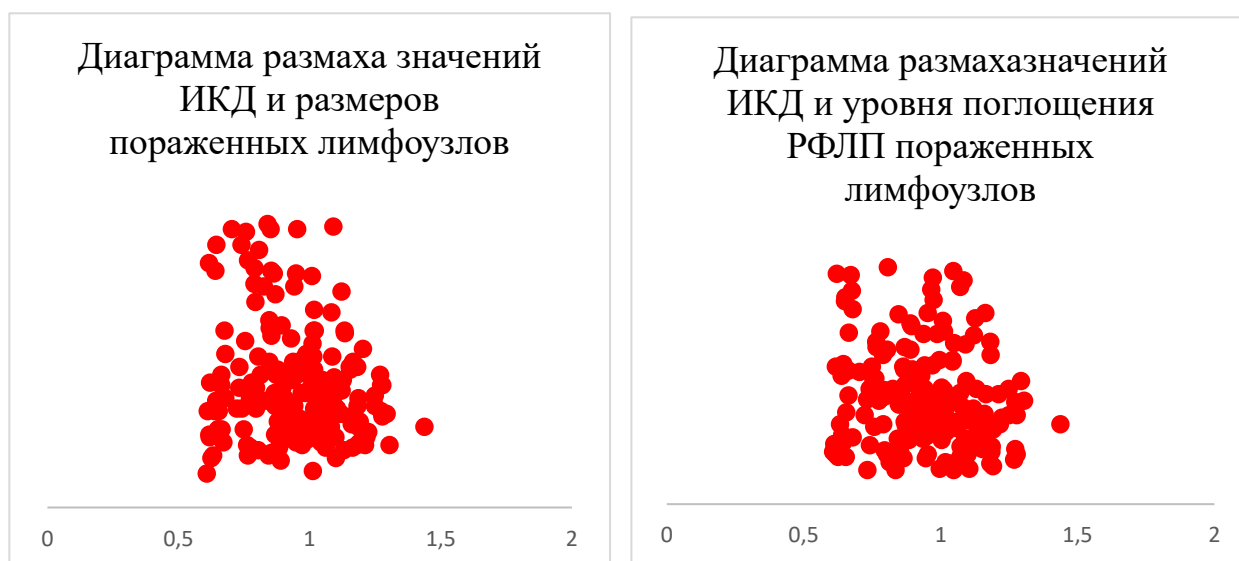 Диаграмма размаха значений
ИКД и размеров
пораженных лимфоузлов
0 0,5 1 1,5 2
Диаграмма размахазначений
ИКД и уровня поглощения
РФЛП пораженных
лимфоузлов
0 0,5 1 1,5 2